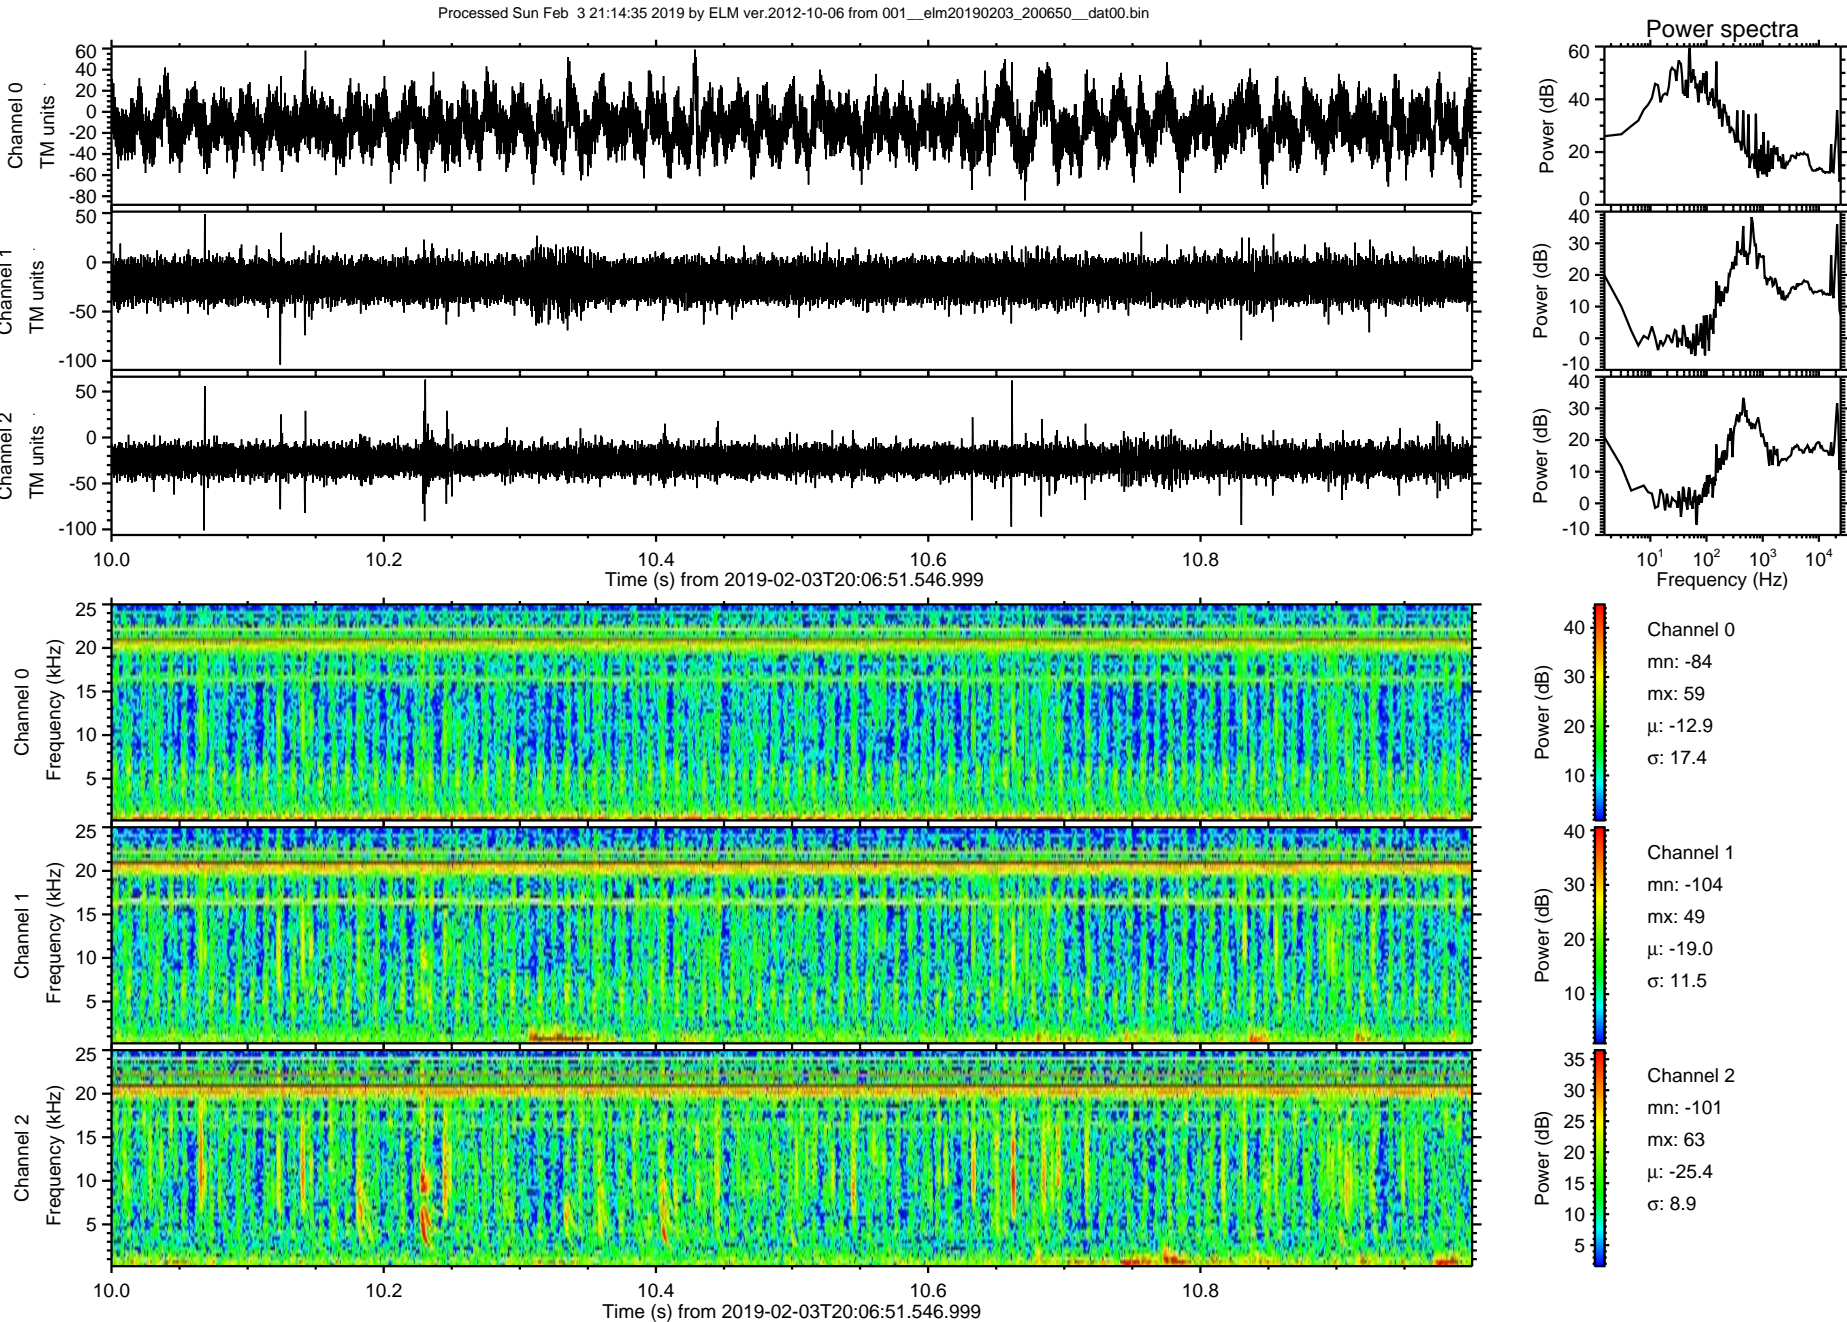 Processed Sun Feb  3 21:14:35 2019 by ELM ver.2012-10-06 from 001__elm20190203_200650__dat00.bin
Power spectra
Channel 0
TM units
60
40
20
0
-20
-40
-60
-80
Power (dB)
60
40
20
0
Channel 1
TM units
50
0
-50
-100
Power (dB)
40
30
20
10
0
-10
Channel 2
TM units
50
0
-50
-100
Power (dB)
40
30
20
10
0
-10
10.0 10.2 10.4 10.6 10.8
Time (s) from 2019-02-03T20:06:51.546.999
10¹ 10² 10³ 10⁴
Frequency (Hz)
Channel 0
Frequency (kHz)
25
20
15
10
5
Power (dB)
40
30
20
10
Channel 0
mn: -84
mx: 59
μ: -12.9
σ: 17.4
Channel 1
Frequency (kHz)
25
20
15
10
5
Power (dB)
40
30
20
10
Channel 1
mn: -104
mx: 49
μ: -19.0
σ: 11.5
Channel 2
Frequency (kHz)
25
20
15
10
5
Power (dB)
35
30
25
20
15
10
5
Channel 2
mn: -101
mx: 63
μ: -25.4
σ: 8.9
10.0 10.2 10.4 10.6 10.8
Time (s) from 2019-02-03T20:06:51.546.999